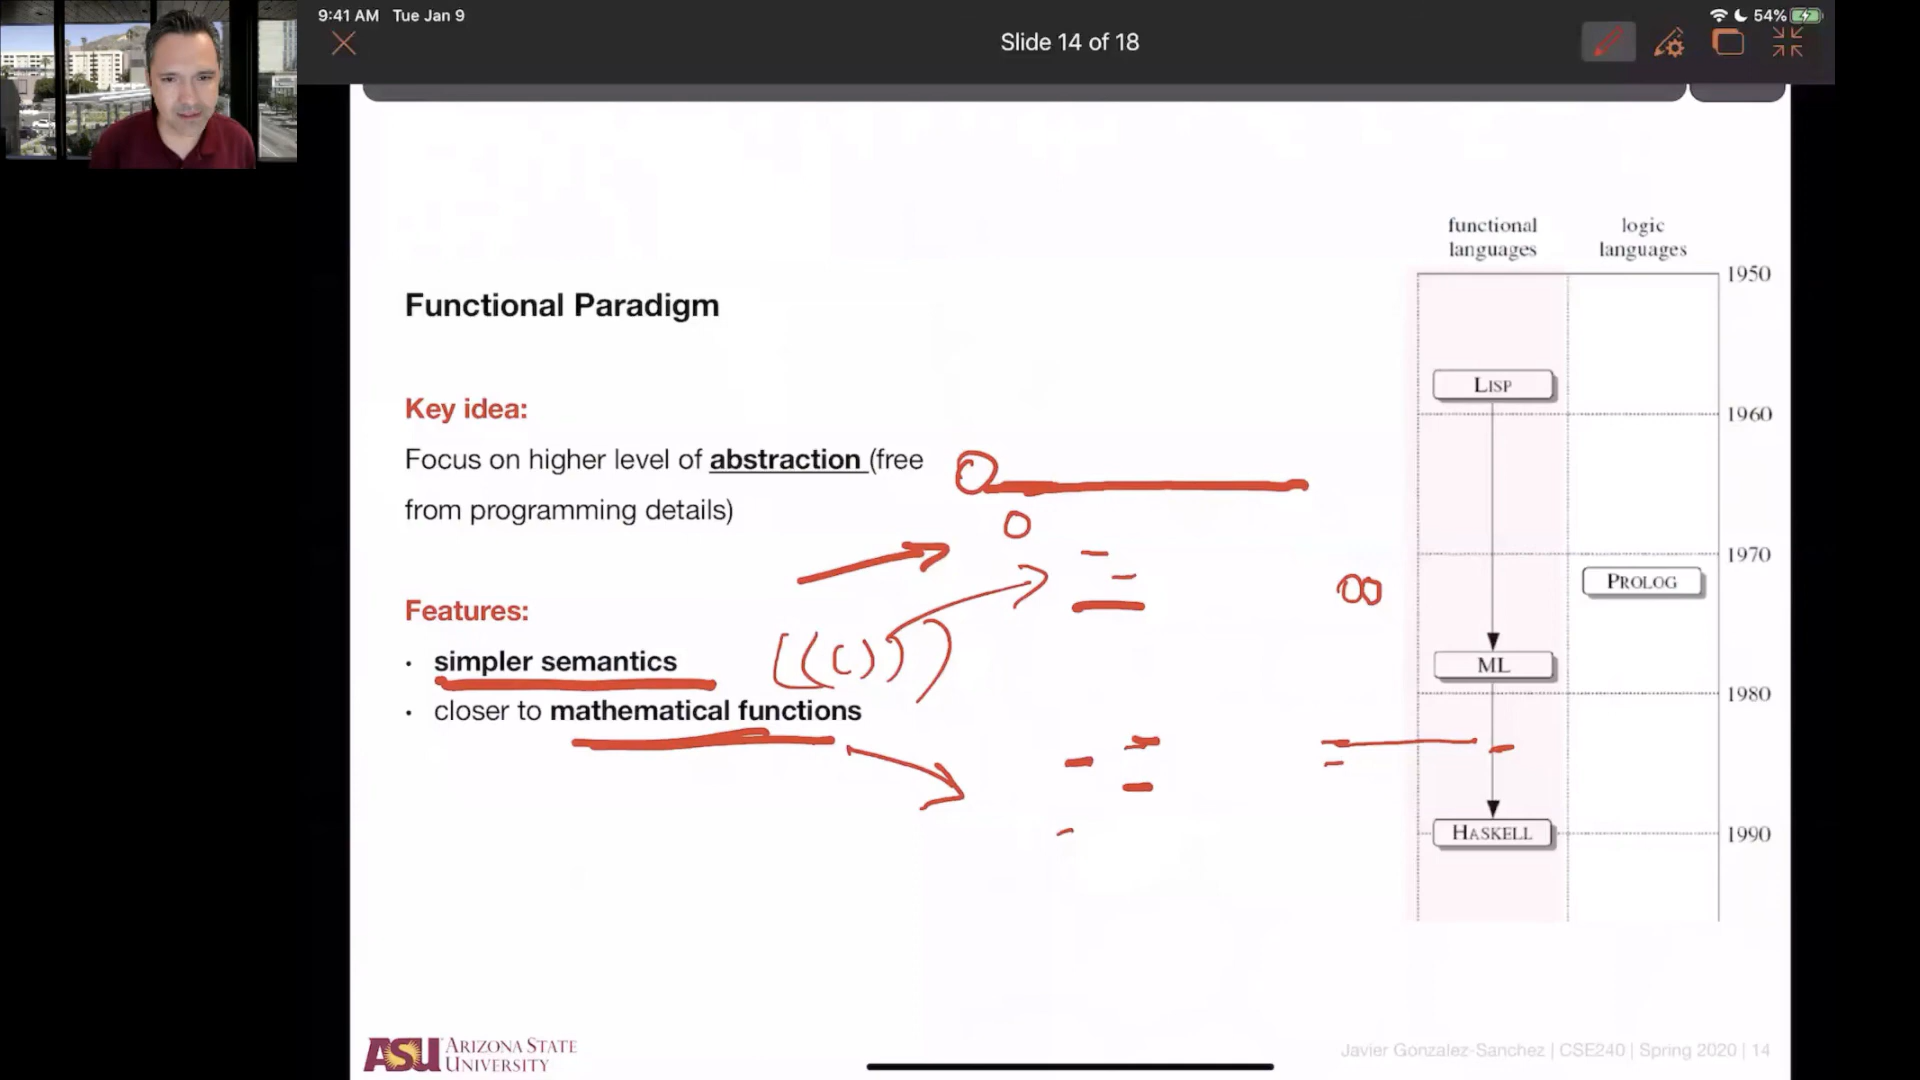 9:41 AM Tue Jan 9
54%
Slide 14 of 18
functional languages
logic languages
1950
Functional Paradigm
LISP
Key idea:
1960
Focus on higher level of abstraction (free
from programming details)
1970
PROLOG
Features:
• simpler semantics
ML
1980
• closer to mathematical functions
HASKELL
1990
ASU ARIZONA STATE
UNIVERSITY
Javier Gonzalez-Sanchez | CSE240 | Spring 2020 | 14